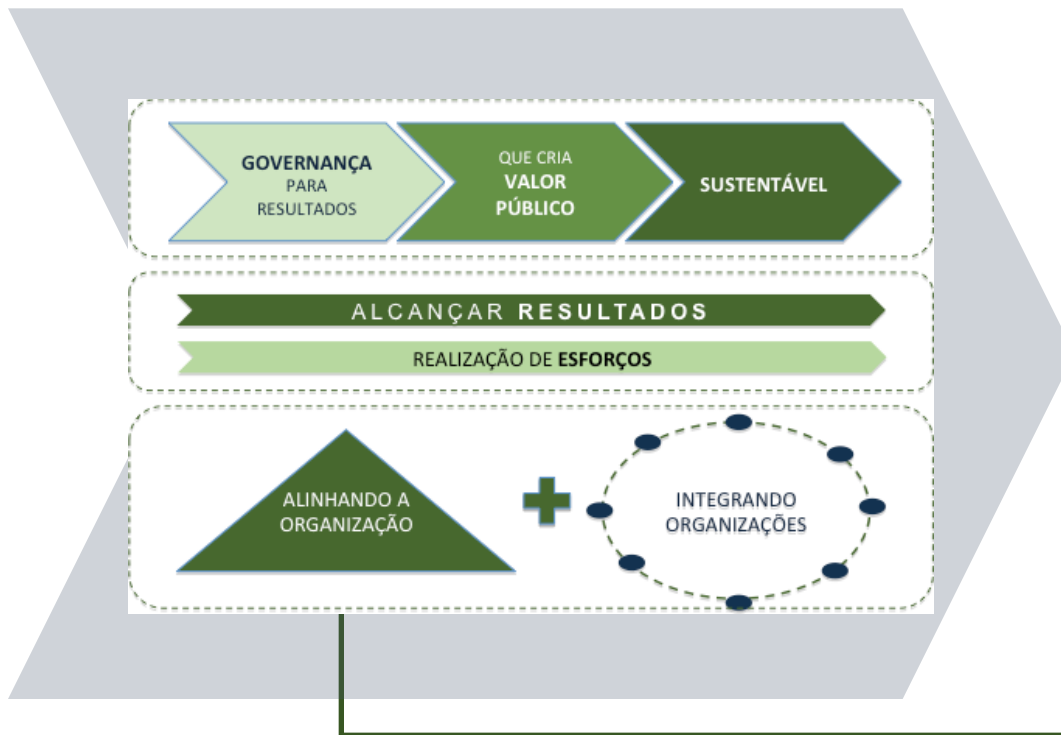 GOVERNANÇA
PARA
RESULTADOS
QUE CRIA
VALOR
PÚBLICO
SUSTENTÁVEL
ALCANÇAR RESULTADOS
REALIZAÇÃO DE ESFORÇOS
ALINHANDO A
ORGANIZAÇÃO
INTEGRANDO
ORGANIZAÇÕES